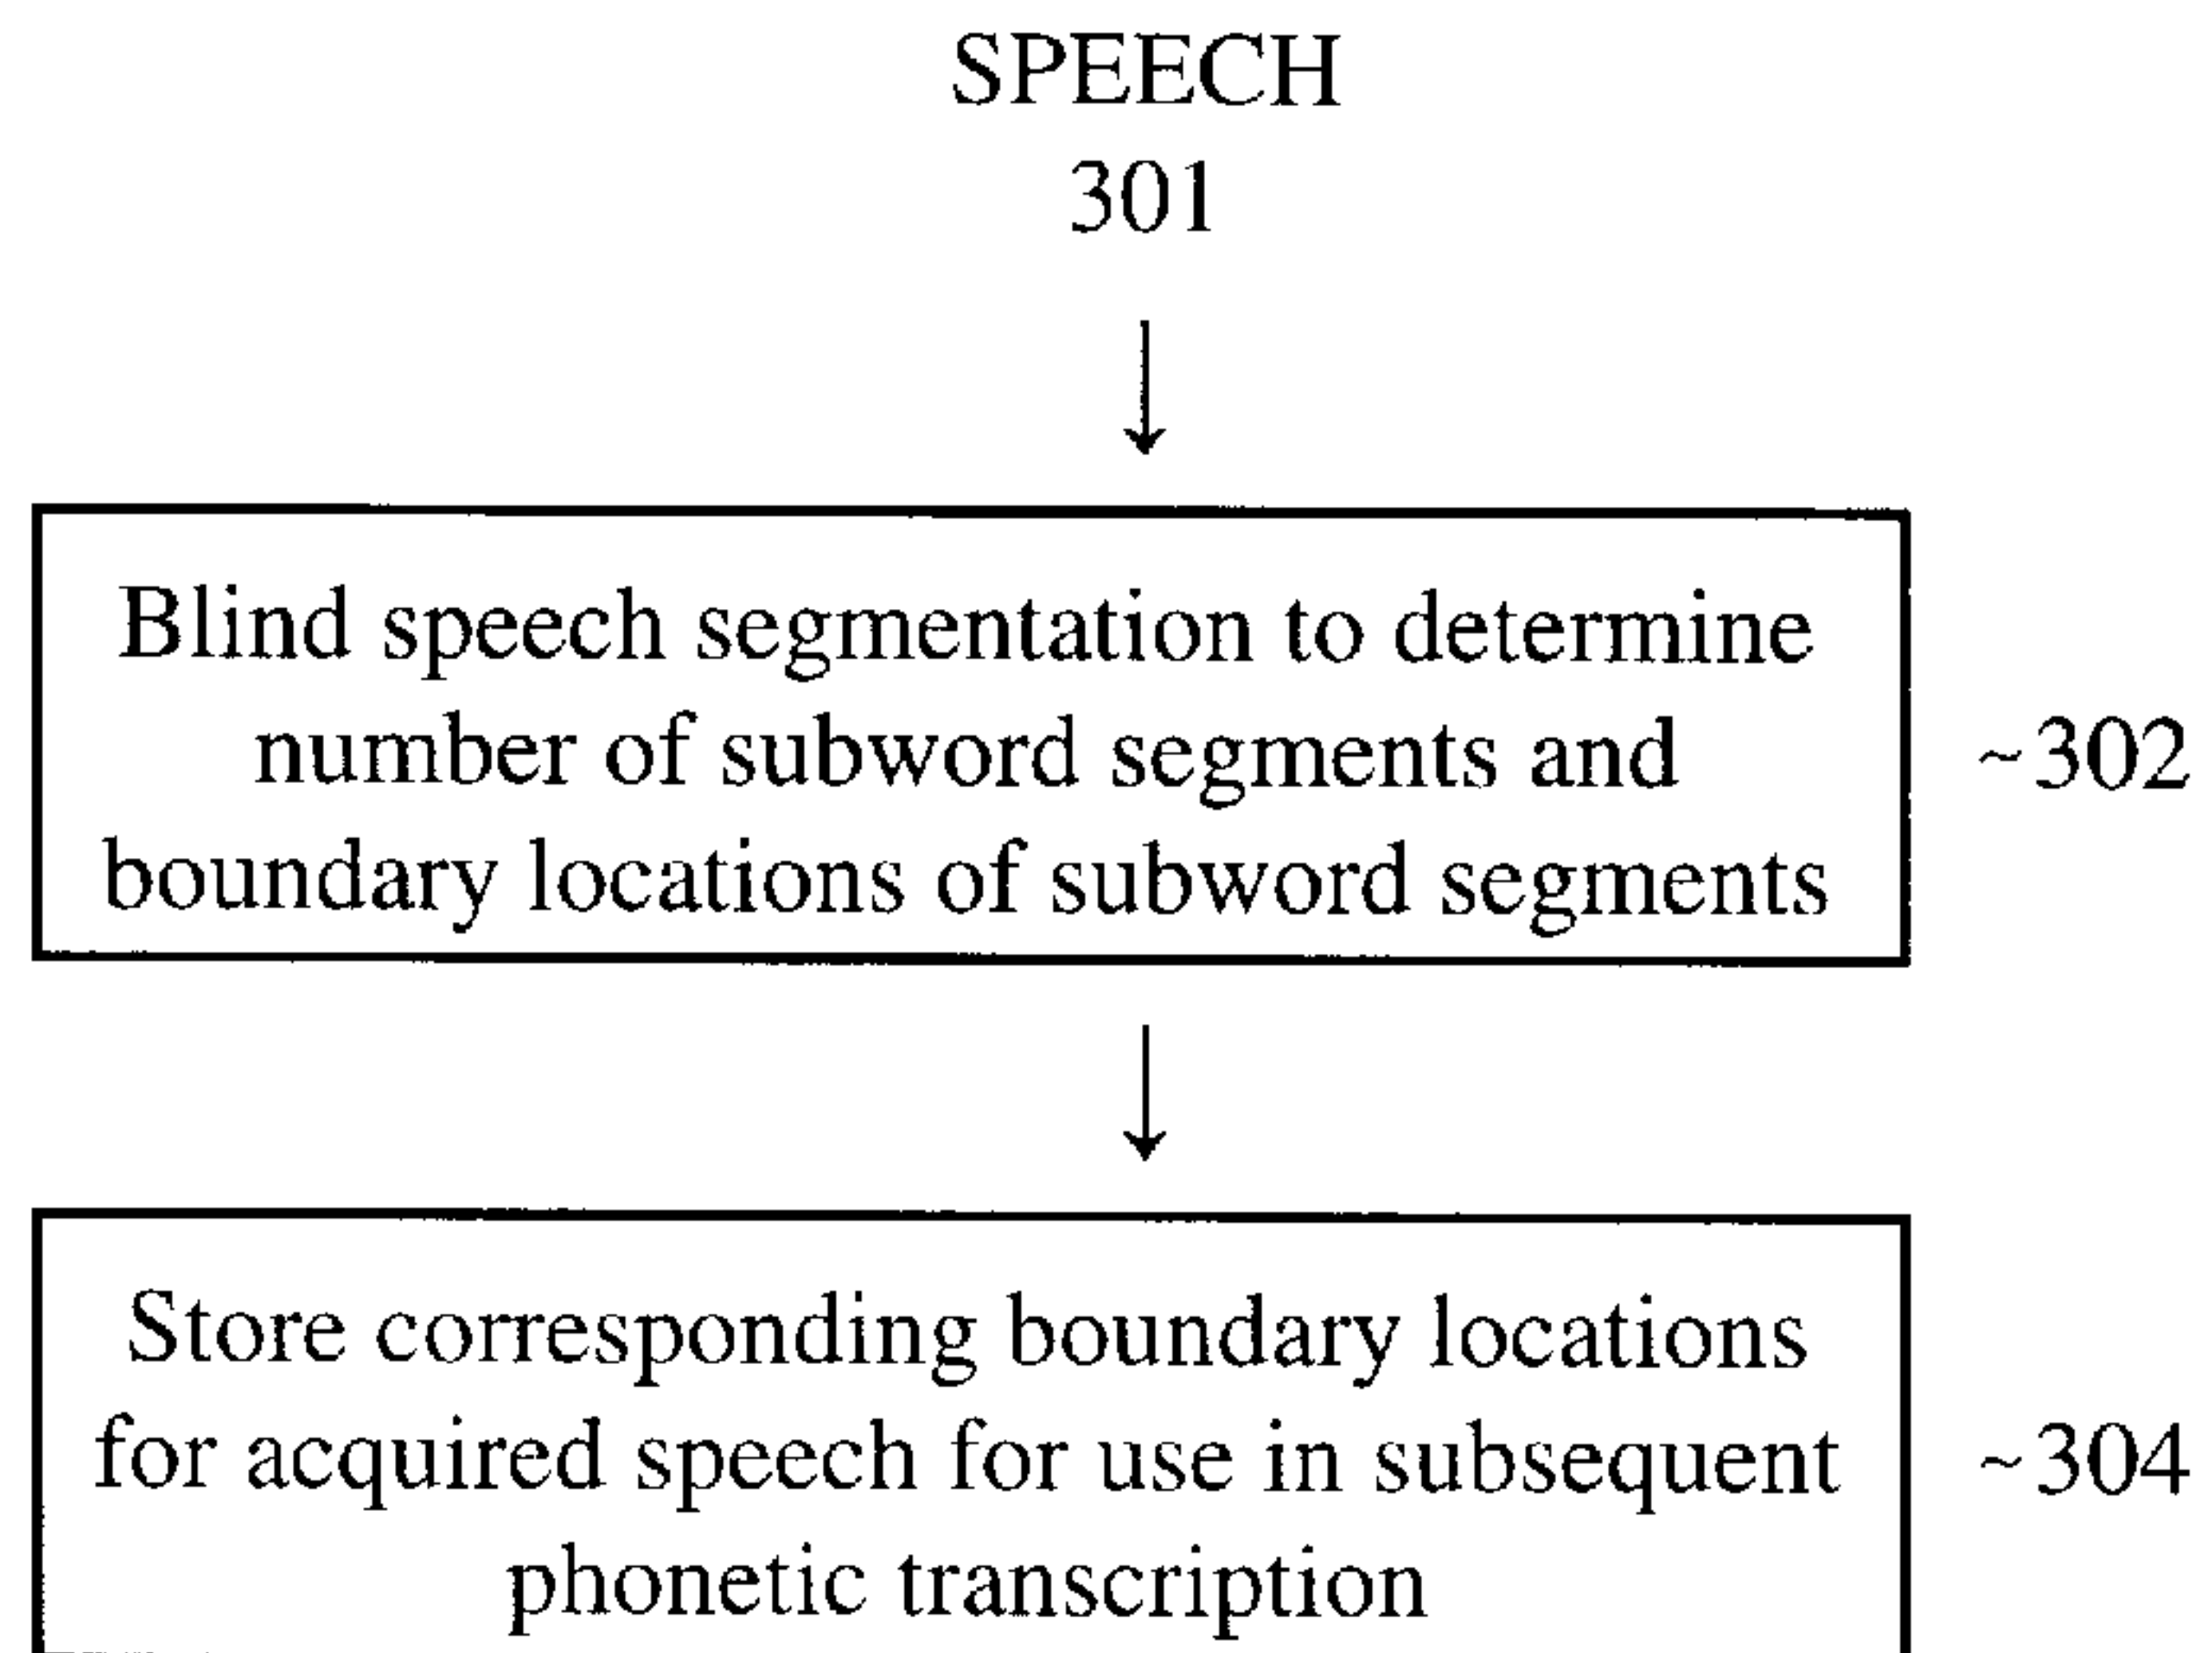 SPEECH
301
Blind speech segmentation to determine
number of subword segments and
boundary locations of subword segments
~302
Store corresponding boundary locations
for acquired speech for use in subsequent
phonetic transcription
~304